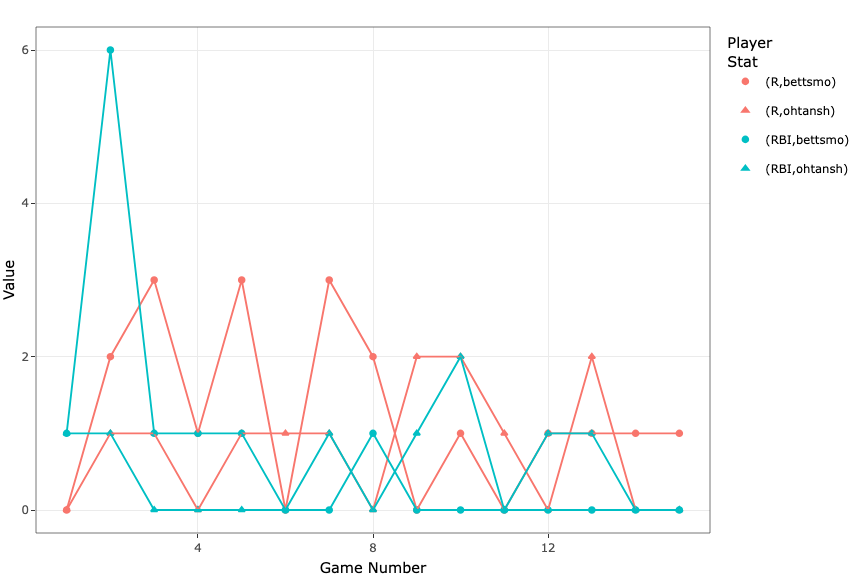 6
4
2
0
4
8
12
Value
Game Number
Player
Stat
(R,bettsmo)
(R,ohtansh)
(RBI,bettsmo)
(RBI,ohtansh)